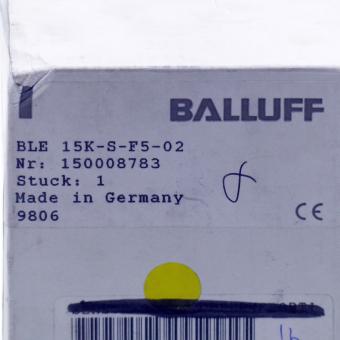 BALLUFF
BLE 15K-S-F5-02
Nr: 150008783
Stuck: 1
Made in Germany
9806
CE